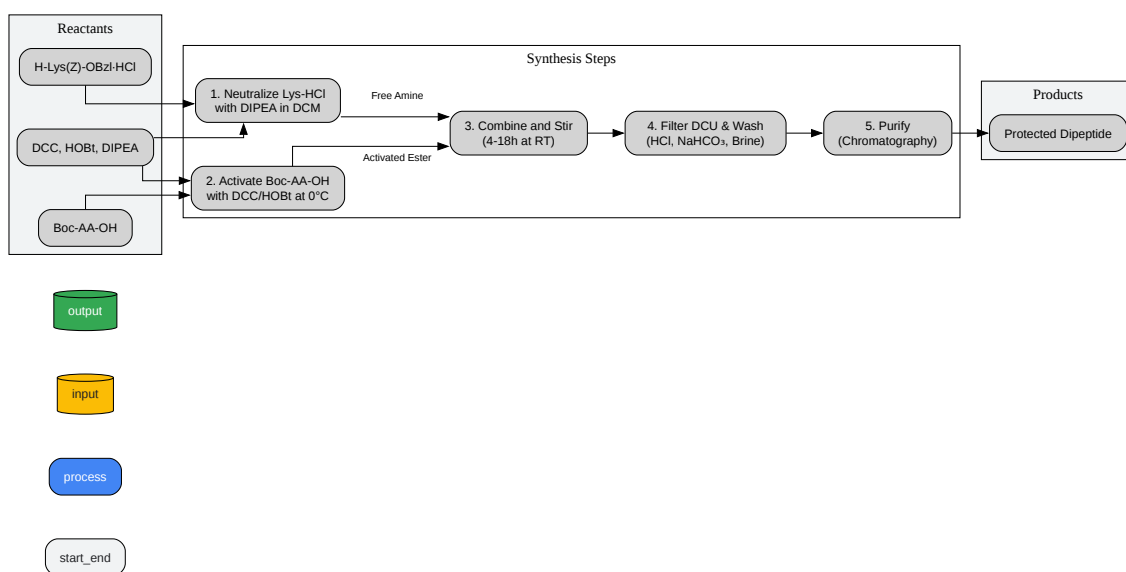 Reactants
H-Lys(Z)-OBzl·HCl
DCC, HOBt, DIPEA
Boc-AA-OH
Synthesis Steps
1. Neutralize Lys-HCl
with DIPEA in DCM
2. Activate Boc-AA-OH
with DCC/HOBt at 0°C
Free Amine
Activated Ester
3. Combine and Stir
(4-18h at RT)
4. Filter DCU & Wash
(HCl, NaHCO₃, Brine)
5. Purify
(Chromatography)
Products
Protected Dipeptide
output
input
process
start_end